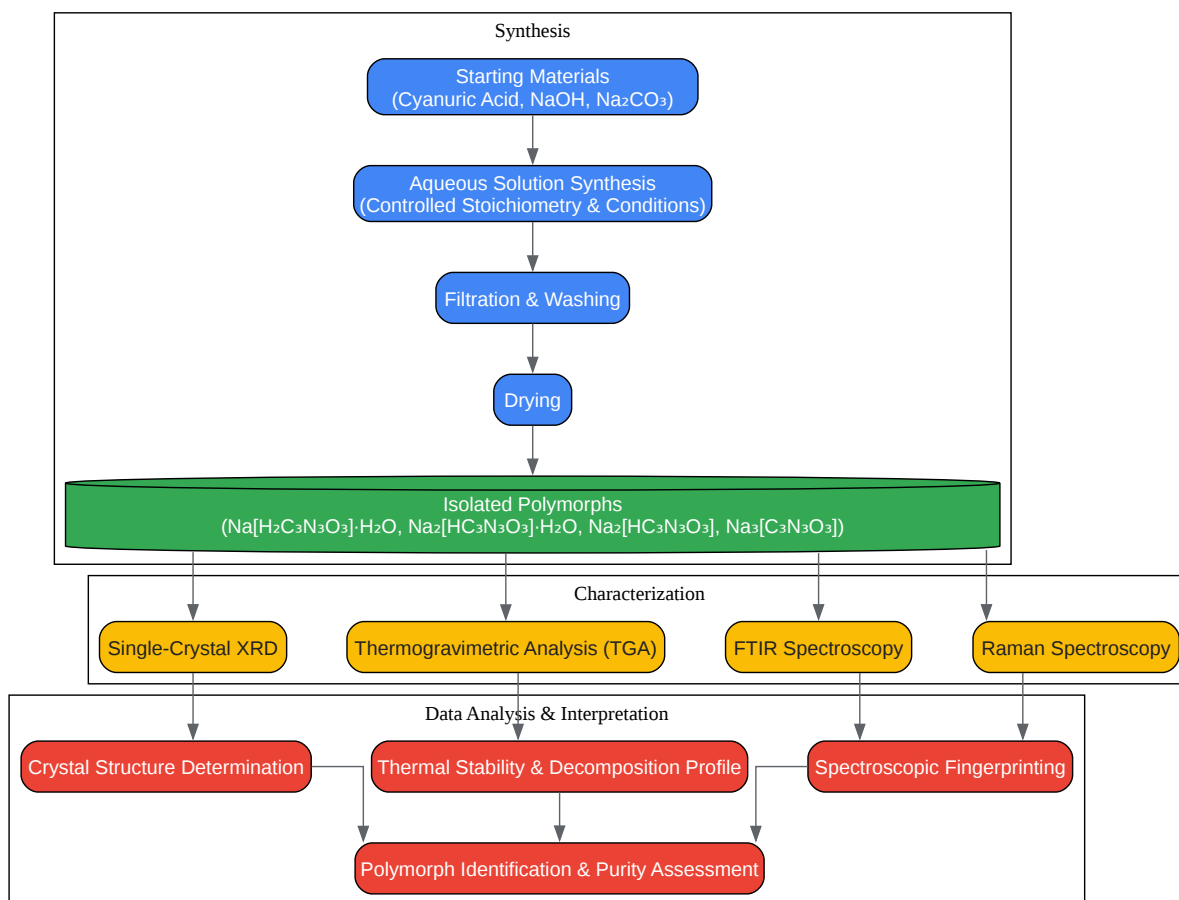 Synthesis
Starting Materials
(Cyanuric Acid, NaOH, Na₂CO₃)
Aqueous Solution Synthesis
(Controlled Stoichiometry & Conditions)
Filtration & Washing
Drying
Isolated Polymorphs
(Na[H₂C₃N₃O₃]·H₂O, Na₂[HC₃N₃O₃]·H₂O, Na₂[HC₃N₃O₃], Na₃[C₃N₃O₃])
Characterization
Single-Crystal XRD
Thermogravimetric Analysis (TGA)
FTIR Spectroscopy
Raman Spectroscopy
Data Analysis & Interpretation
Crystal Structure Determination
Thermal Stability & Decomposition Profile
Spectroscopic Fingerprinting
Polymorph Identification & Purity Assessment